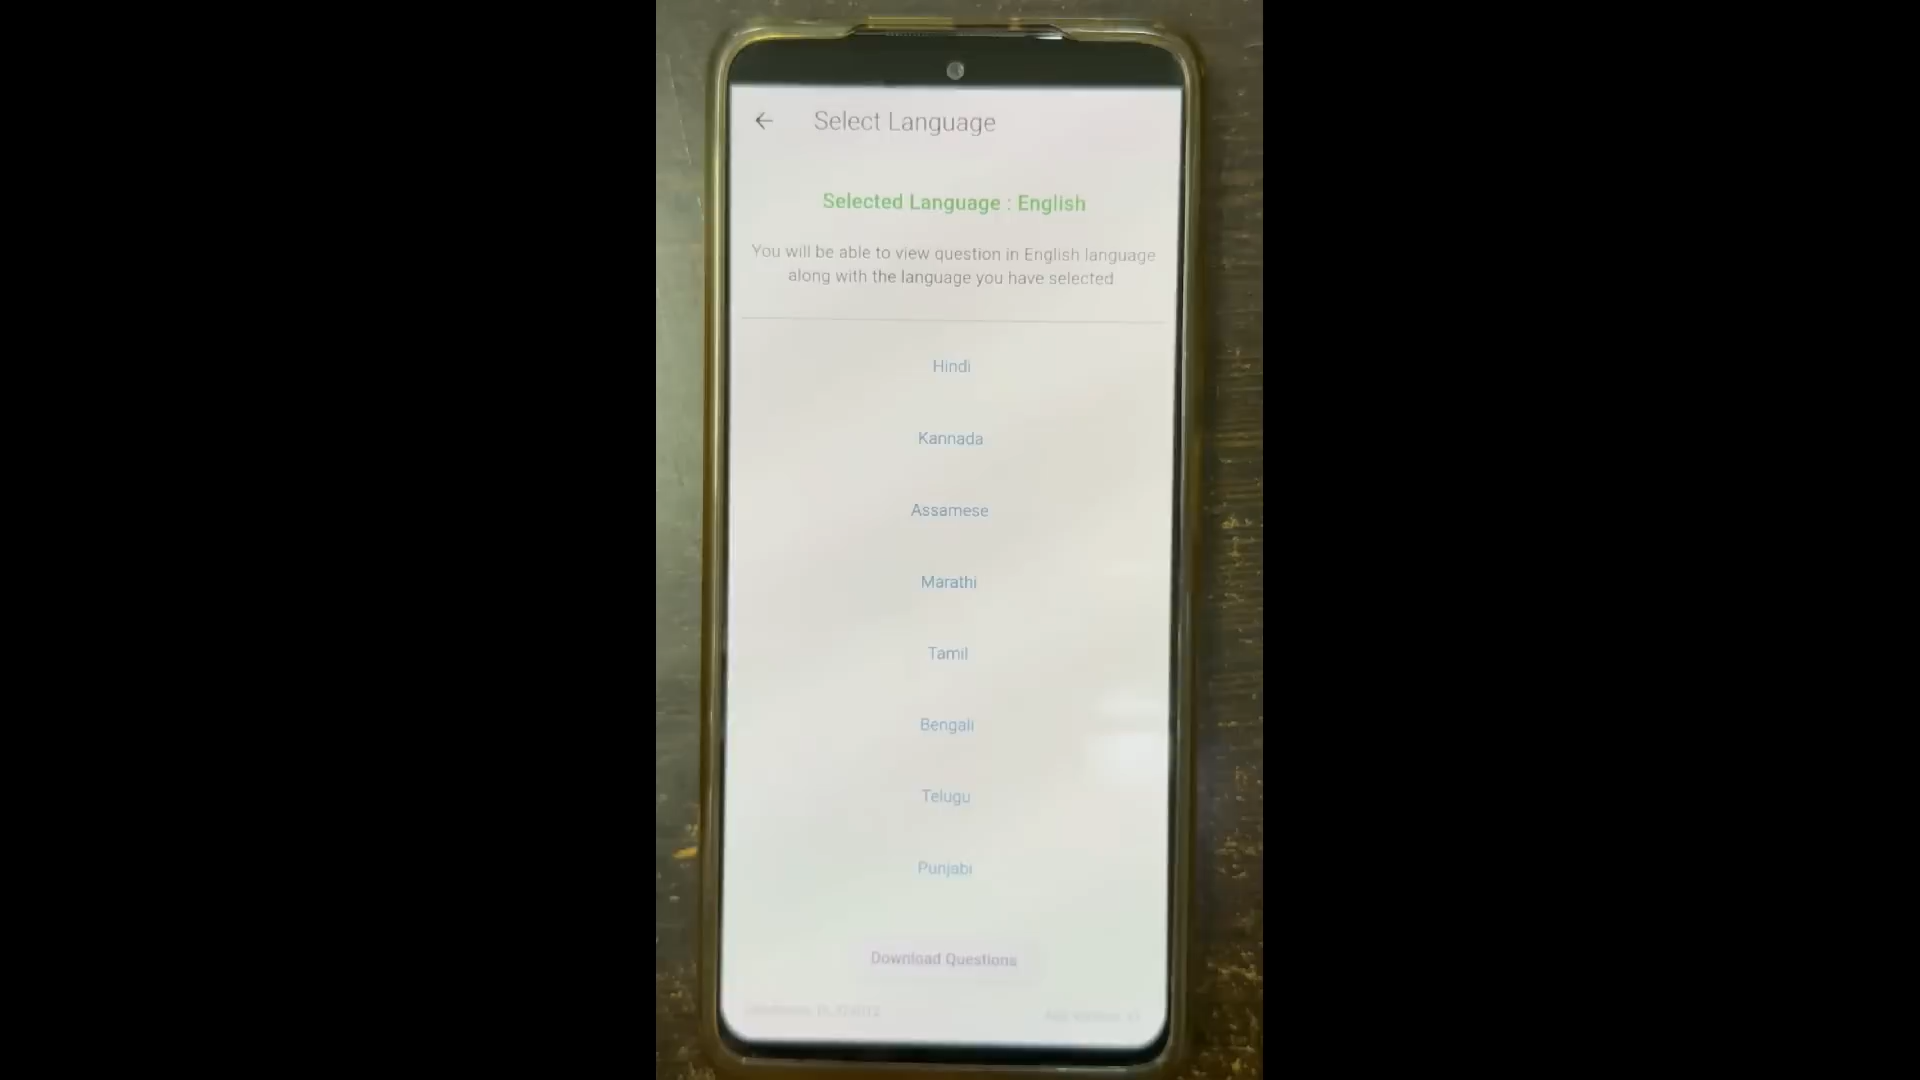 Select Language
Selected Language : English
You will be able to view question in English language
along with the language you have selected
Hindi
Kannada
Assamese
Marathi
Tamil
Bengali
Telugu
Punjabi
Download Questions